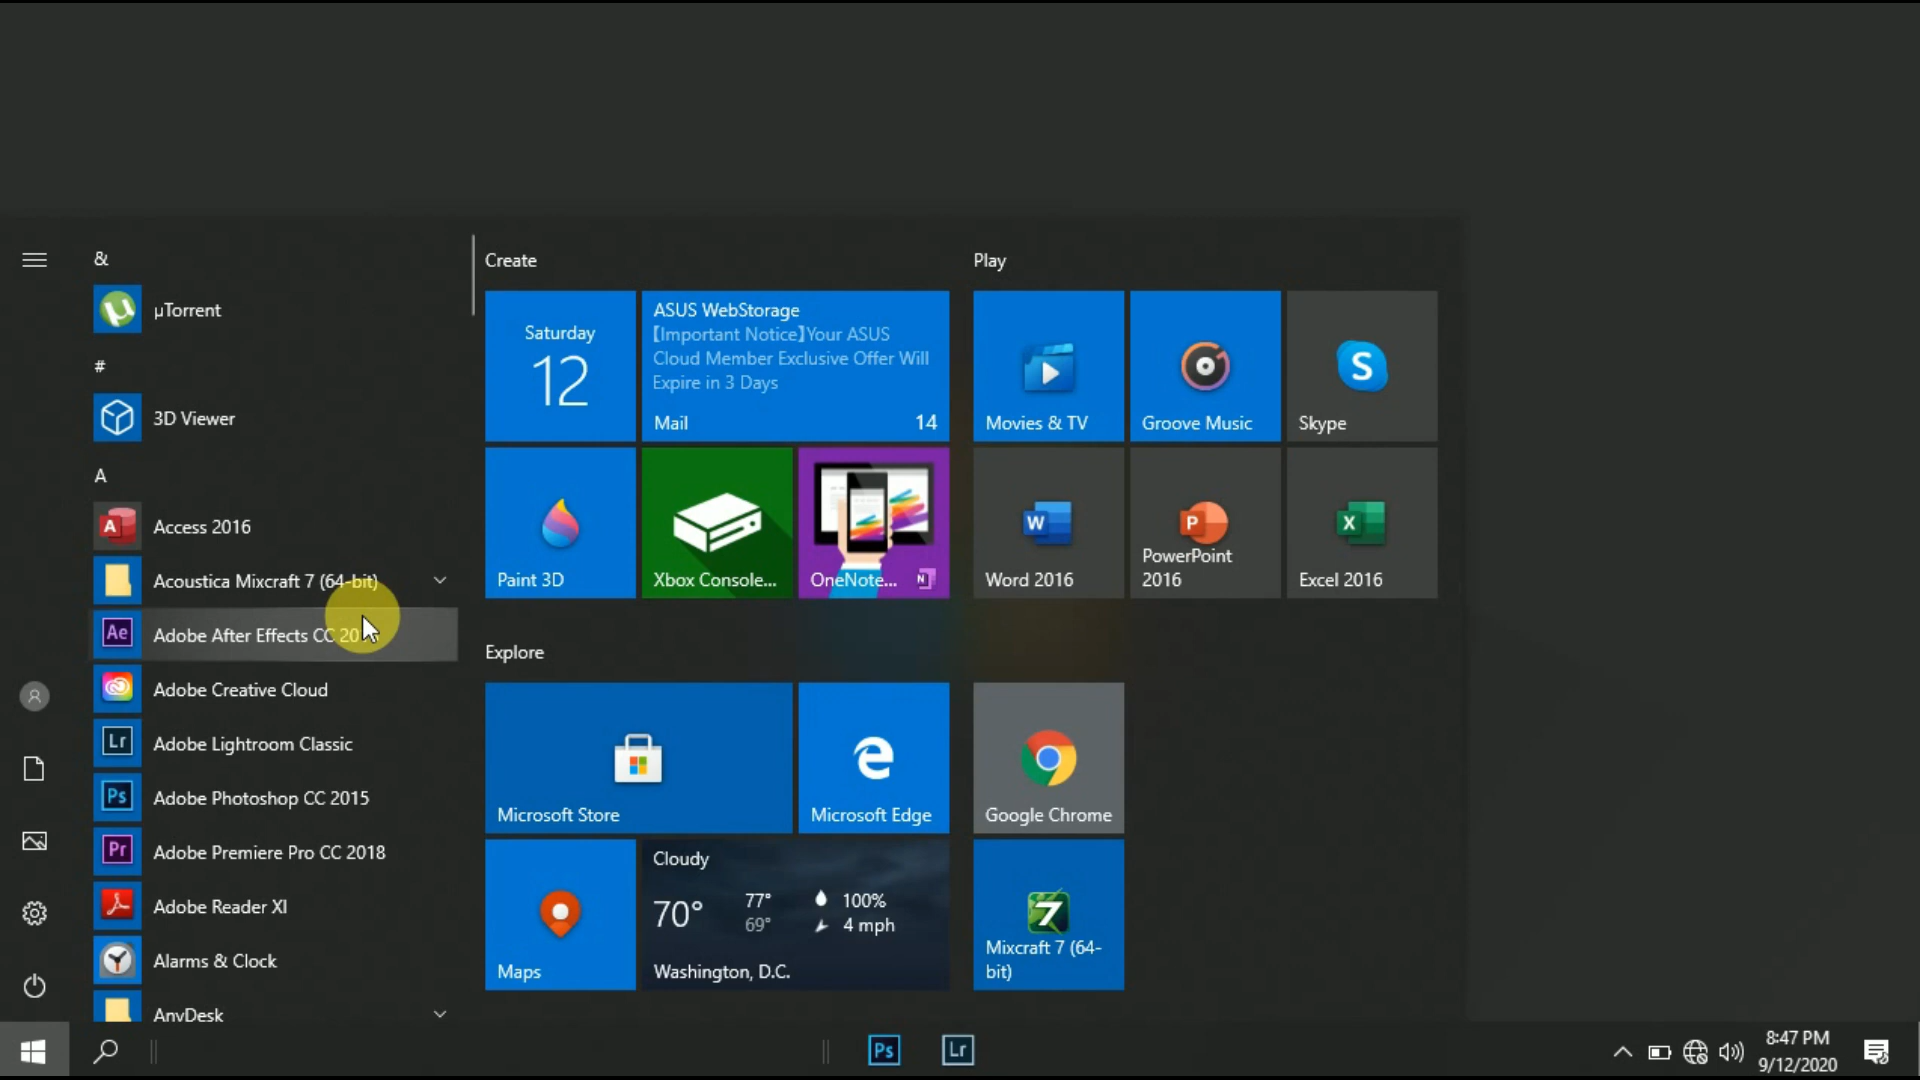 &
µTorrent
#
3D Viewer
A
Access 2016
Acoustica Mixcraft 7 (64-bit)
Adobe After Effects CC
Adobe Creative Cloud
Adobe Lightroom Classic
Adobe Photoshop CC 2015
Adobe Premiere Pro CC 2018
Adobe Reader XI
Alarms & Clock
AnyDesk
Create
Saturday
12
ASUS WebStorage
【Important Notice】Your ASUS
Cloud Member Exclusive Offer Will
Expire in 3 Days
Mail 14
Paint 3D
Xbox Console...
OneNote...
Explore
Microsoft Store
Microsoft Edge
Maps
Cloudy
70° 77° 100%
69° 4 mph
Washington, D.C.
Play
Movies & TV
Groove Music
Skype
Word 2016
PowerPoint
2016
Excel 2016
Google Chrome
Mixcraft 7 (64-
bit)
Ps
Lr
8:47 PM
9/12/2020